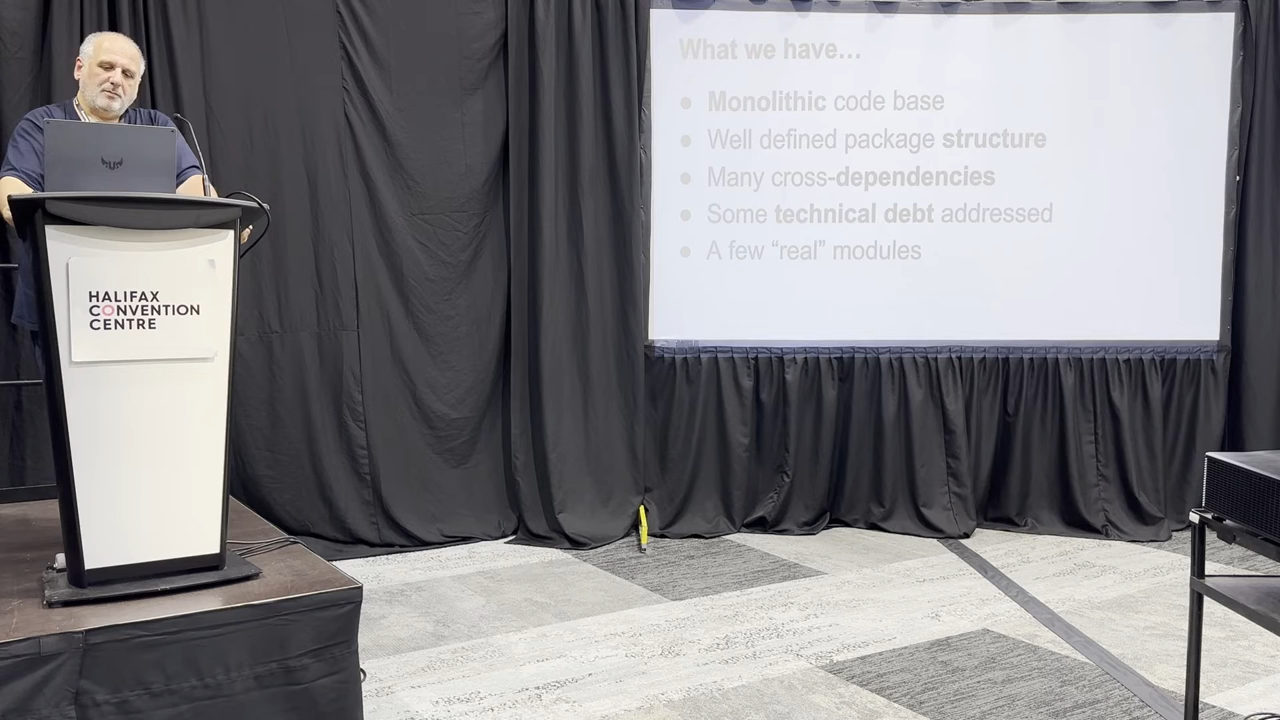 What we have…
● Monolithic code base
● Well defined package structure
● Many cross-dependencies
● Some technical debt addressed
● A few “real” modules
HALIFAX
CONVENTION
CENTRE